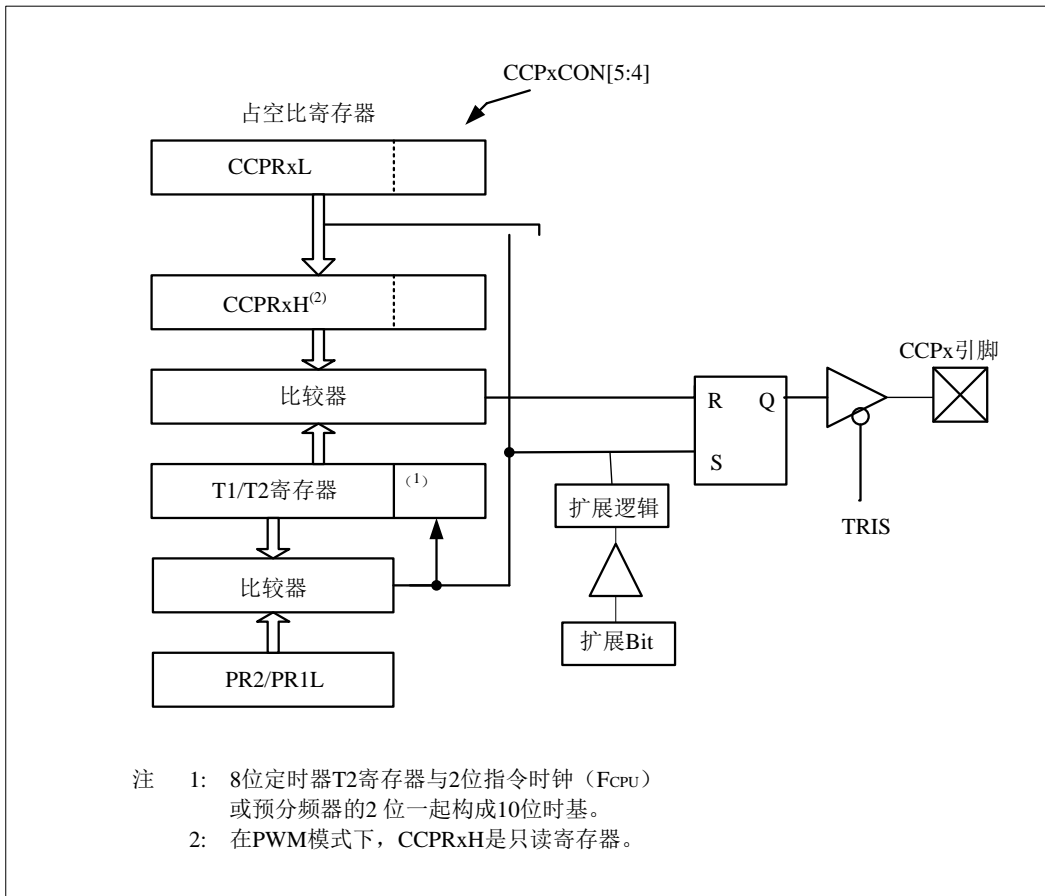 CCPxCON[5:4]
占空比寄存器
CCPRxL
CCPRxH(2)
CCPx引脚
比较器
R Q
S
T1/T2寄存器
(1)
扩展逻辑
TRIS
比较器
扩展Bit
PR2/PR1L
注 1: 8位定时器T2寄存器与2位指令时钟（FCPU）
或预分频器的2 位一起构成10位时基。
2: 在PWM模式下，CCPRxH是只读寄存器。